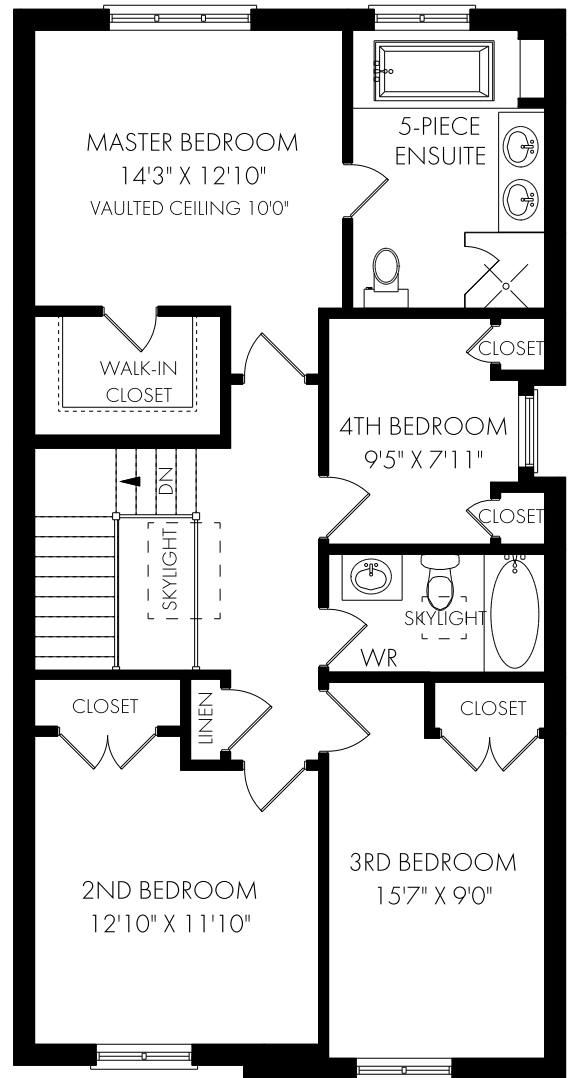 MASTER BEDROOM
14'3" X 12'10"
VAULTED CEILING 10'0"
5-PIECE
ENSUITE
WALK-IN
CLOSET
CLOSET
4TH BEDROOM
9'5" X 7'11"
CLOSET
DN
SKYLIGHT
SKYLIGHT
WR
CLOSET
LINEN
CLOSET
2ND BEDROOM
12'10" X 11'10"
3RD BEDROOM
15'7" X 9'0"